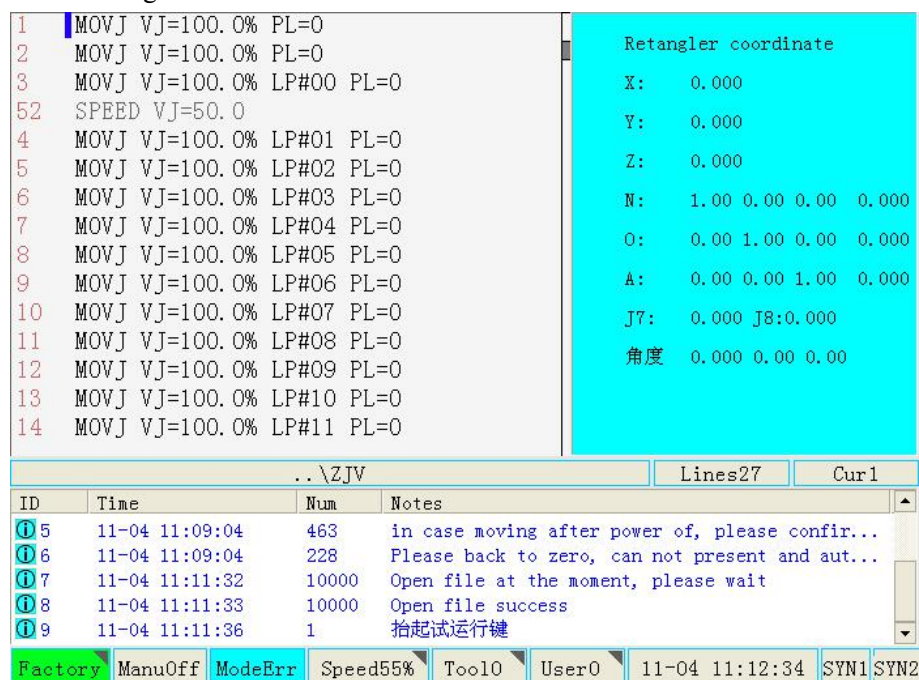 1 MOVJ VJ=100.0% PL=0
2 MOVJ VJ=100.0% PL=0
3 MOVJ VJ=100.0% LP#00 PL=0
52 SPEED VJ=50.0
4 MOVJ VJ=100.0% LP#01 PL=0
5 MOVJ VJ=100.0% LP#02 PL=0
6 MOVJ VJ=100.0% LP#03 PL=0
7 MOVJ VJ=100.0% LP#04 PL=0
8 MOVJ VJ=100.0% LP#05 PL=0
9 MOVJ VJ=100.0% LP#06 PL=0
10 MOVJ VJ=100.0% LP#07 PL=0
11 MOVJ VJ=100.0% LP#08 PL=0
12 MOVJ VJ=100.0% LP#09 PL=0
13 MOVJ VJ=100.0% LP#10 PL=0
14 MOVJ VJ=100.0% LP#11 PL=0
Retangler coordinate
X: 0.000
Y: 0.000
Z: 0.000
N: 1.00 0.00 0.00 0.000
O: 0.00 1.00 0.00 0.000
A: 0.00 0.00 1.00 0.000
J7: 0.000 J8:0.000
角度 0.000 0.00 0.00
..\ZJV Lines27 Cur1
ID Time Num Notes
5 11-04 11:09:04 463 in case moving after power of, please confir...
6 11-04 11:09:04 228 Please back to zero, can not present and aut...
7 11-04 11:11:32 10000 Open file at the moment, please wait
8 11-04 11:11:33 10000 Open file success
9 11-04 11:11:36 1 抬起试运行键
Factory ManuOff ModeErr Speed55% Tool0 User0 11-04 11:12:34 SYN1 SYN2